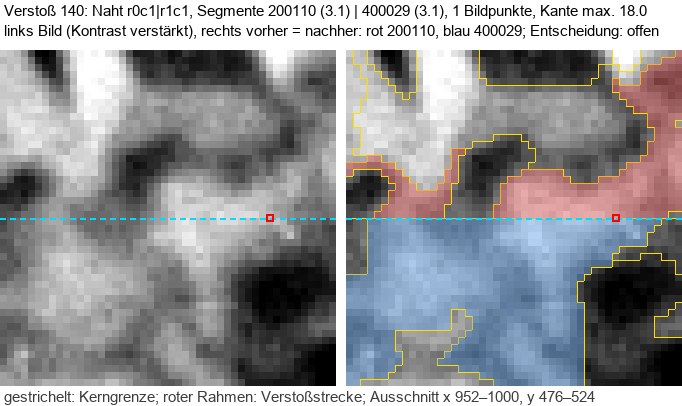 Verstoß 140: Naht r0c1|r1c1, Segmente 200110 (3.1) | 400029 (3.1), 1 Bildpunkte, Kante max. 18.0
links Bild (Kontrast verstärkt), rechts vorher = nachher: rot 200110, blau 400029; Entscheidung: offen
gestrichelt: Kerngrenze; roter Rahmen: Verstoßstrecke; Ausschnitt x 952–1000, y 476–524